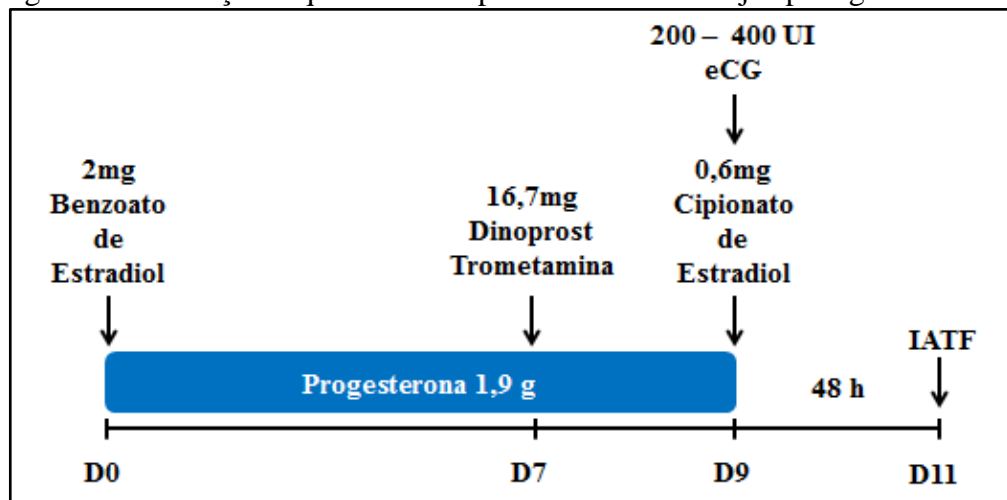 200 – 400 UI
eCG
2mg
Benzoato
de
Estradiol
16,7mg
Dinoprost
Trometamina
0,6mg
Cipionato
de
Estradiol
IATF
Progesterona 1,9 g
48 h
D0
D7
D9
D11